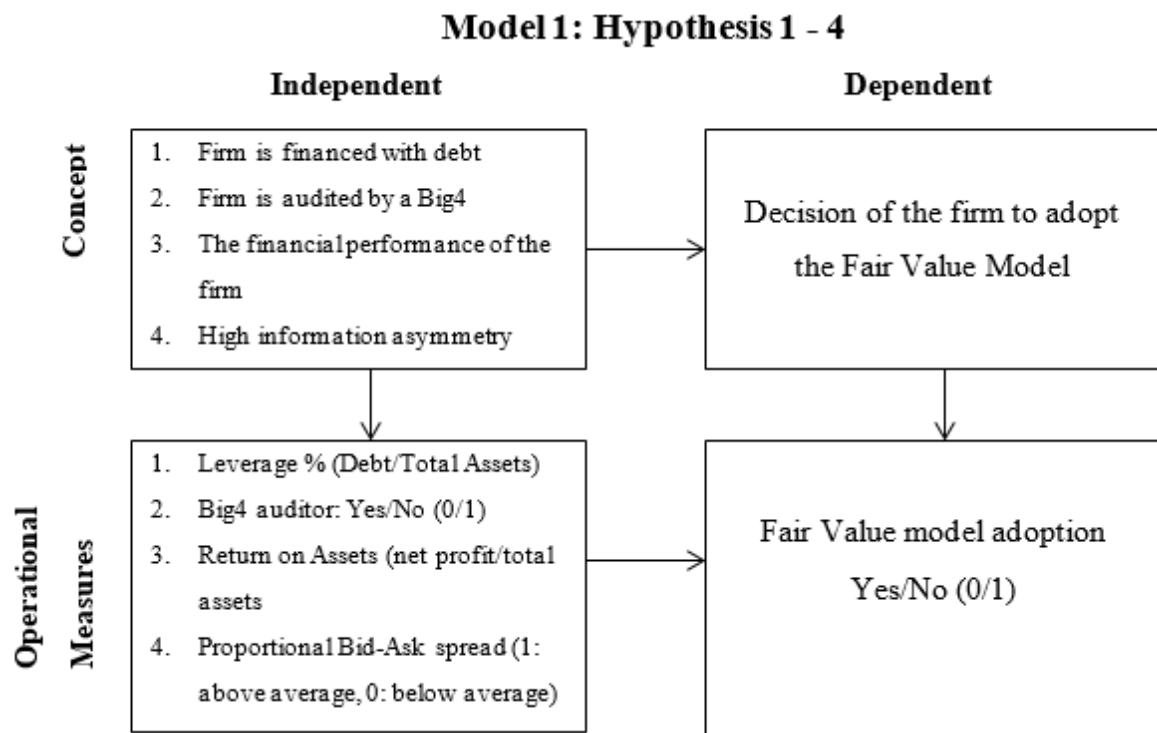 Model 1: Hypothesis 1 - 4
Independent
Dependent
Concept
1. Firm is financed with debt
2. Firm is audited by a Big4
3. The financial performance of the
firm
4. High information asymmetry
Decision of the firm to adopt
the Fair Value Model
Operational
Measures
1. Leverage % (Debt/Total Assets)
2. Big4 auditor: Yes/No (0/1)
3. Return on Assets (net profit/total
assets
4. Proportional Bid-Ask spread (1:
above average, 0: below average)
Fair Value model adoption
Yes/No (0/1)